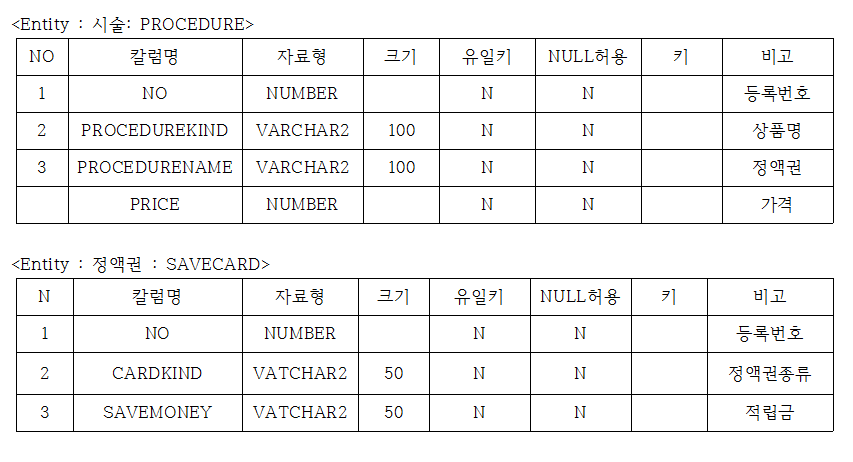 <Entity : 시술: PROCEDURE>
NO 칼럼명 자료형 크기 유일키 NULL허용 키 비고
1 NO NUMBER N N 등록번호
2 PROCEDUREKIND VARCHAR2 100 N N 상품명
3 PROCEDURENAME VARCHAR2 100 N N 정액권
PRICE NUMBER N N 가격
<Entity : 정액권 : SAVECARD>
N 칼럼명 자료형 크기 유일키 NULL허용 키 비고
1 NO NUMBER N N 등록번호
2 CARDKIND VATCHAR2 50 N N 정액권종류
3 SAVEMONEY VATCHAR2 50 N N 적립금